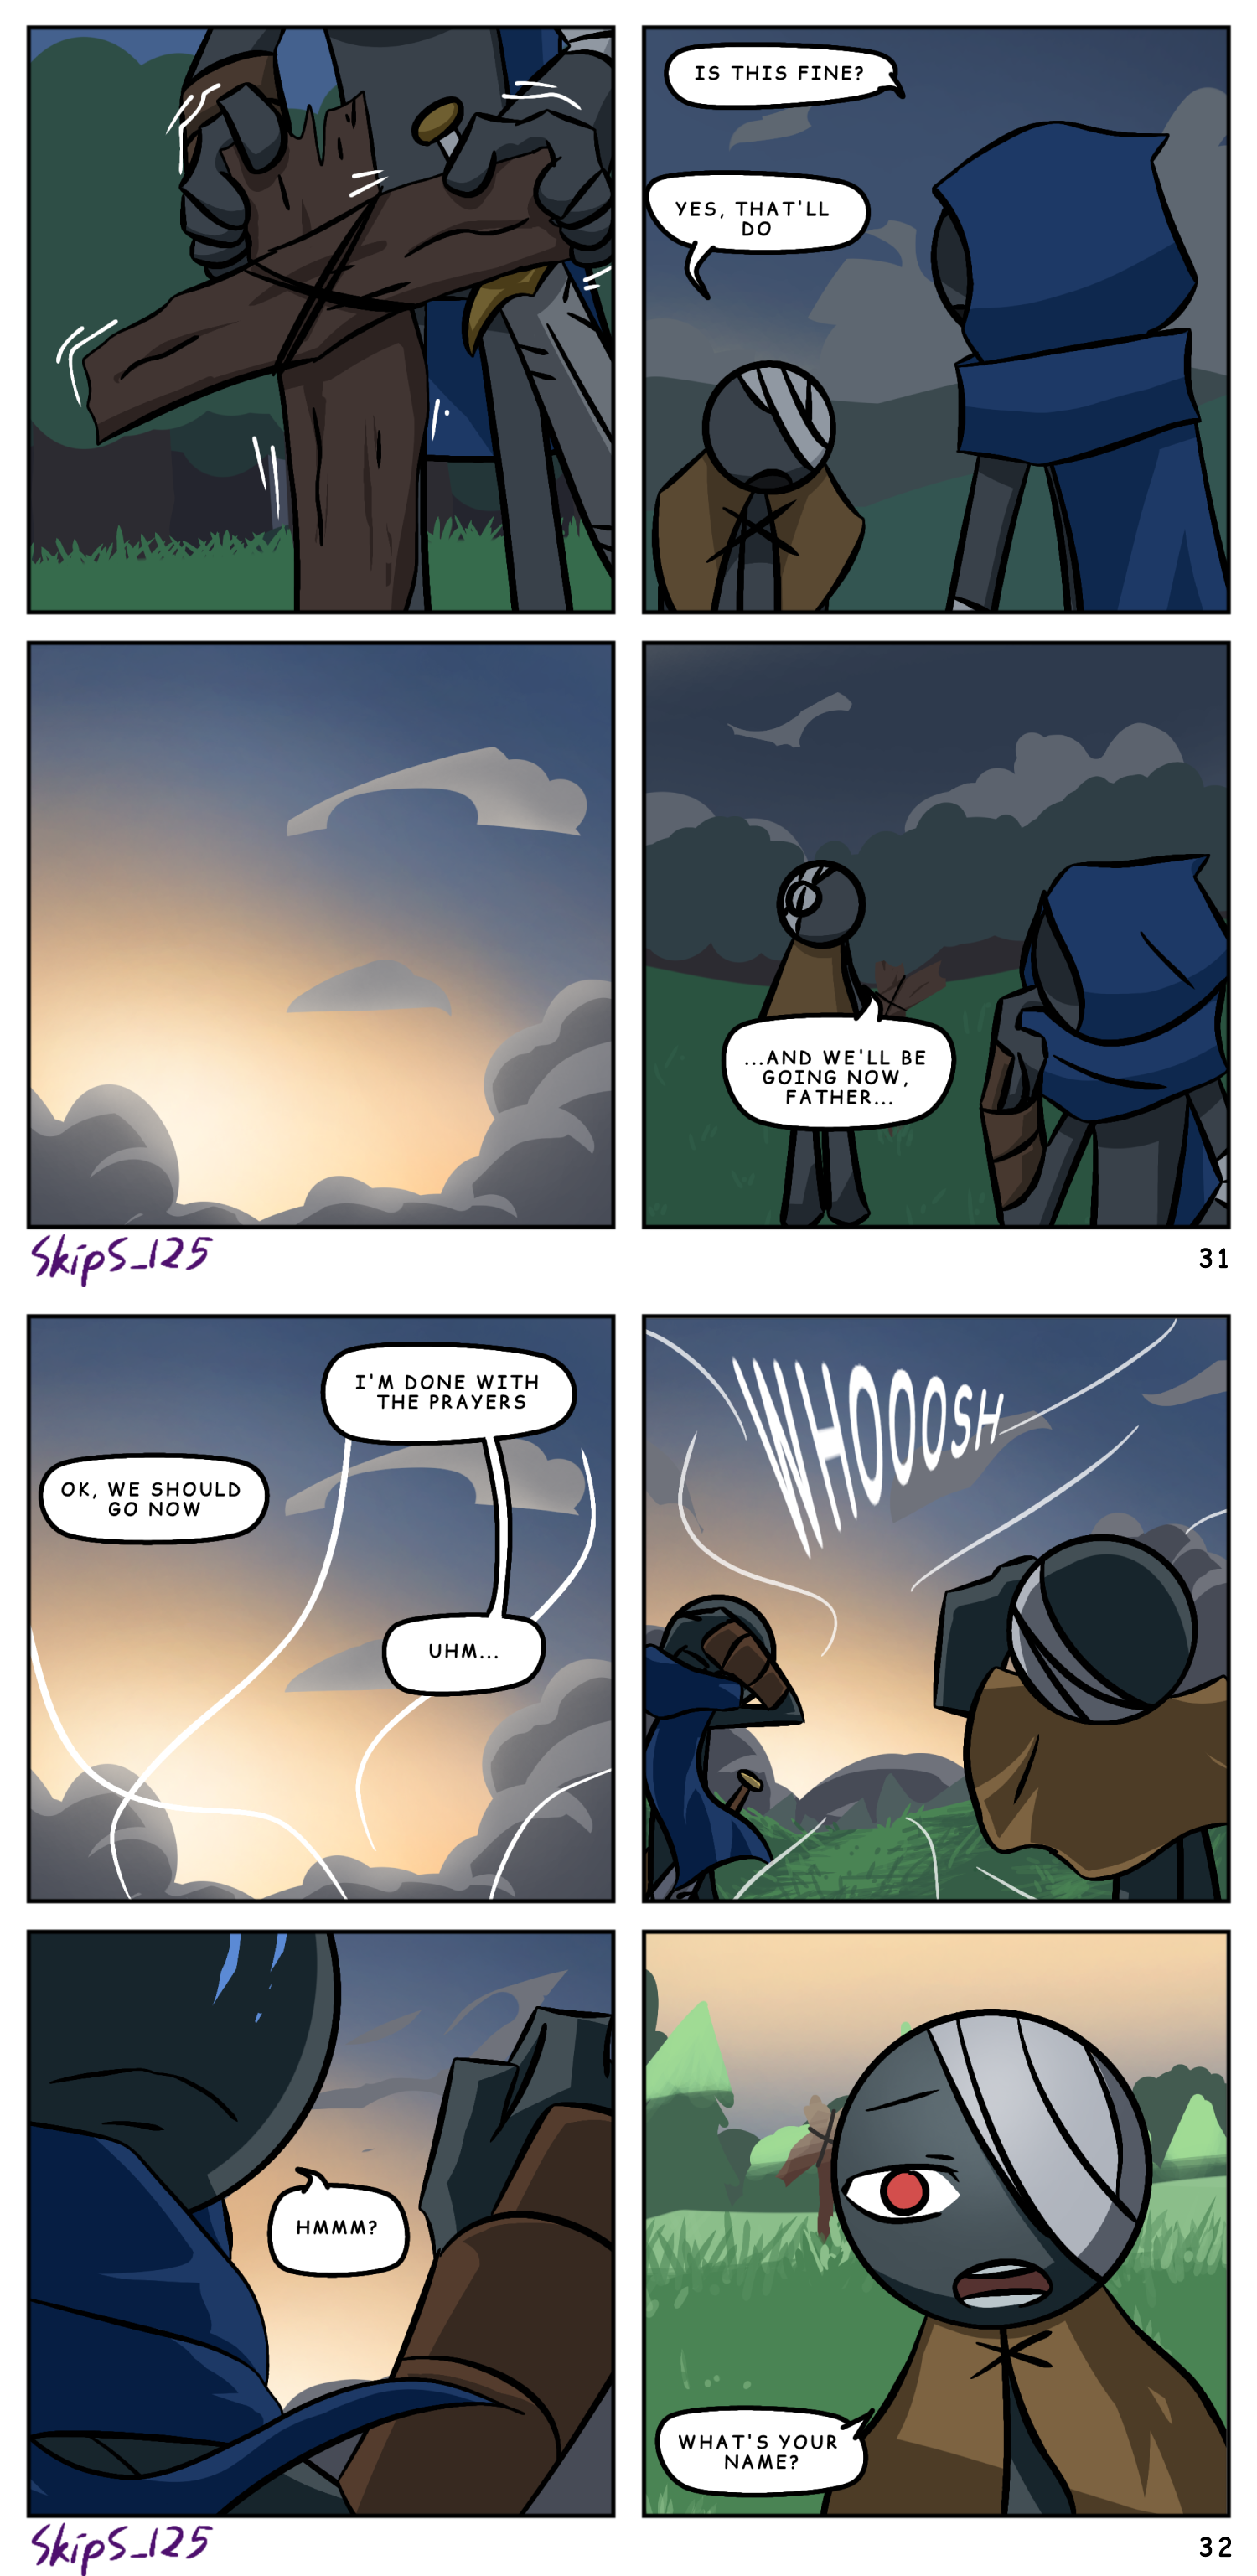 IS THIS FINE?
YES, THAT'LL
DO
...AND WE'LL BE
GOING NOW,
FATHER...
SkipS_125
31
I'M DONE WITH
THE PRAYERS
OK, WE SHOULD
GO NOW
UHM...
WHOOOSH
HMMM?
WHAT'S YOUR
NAME?
SkipS_125
32